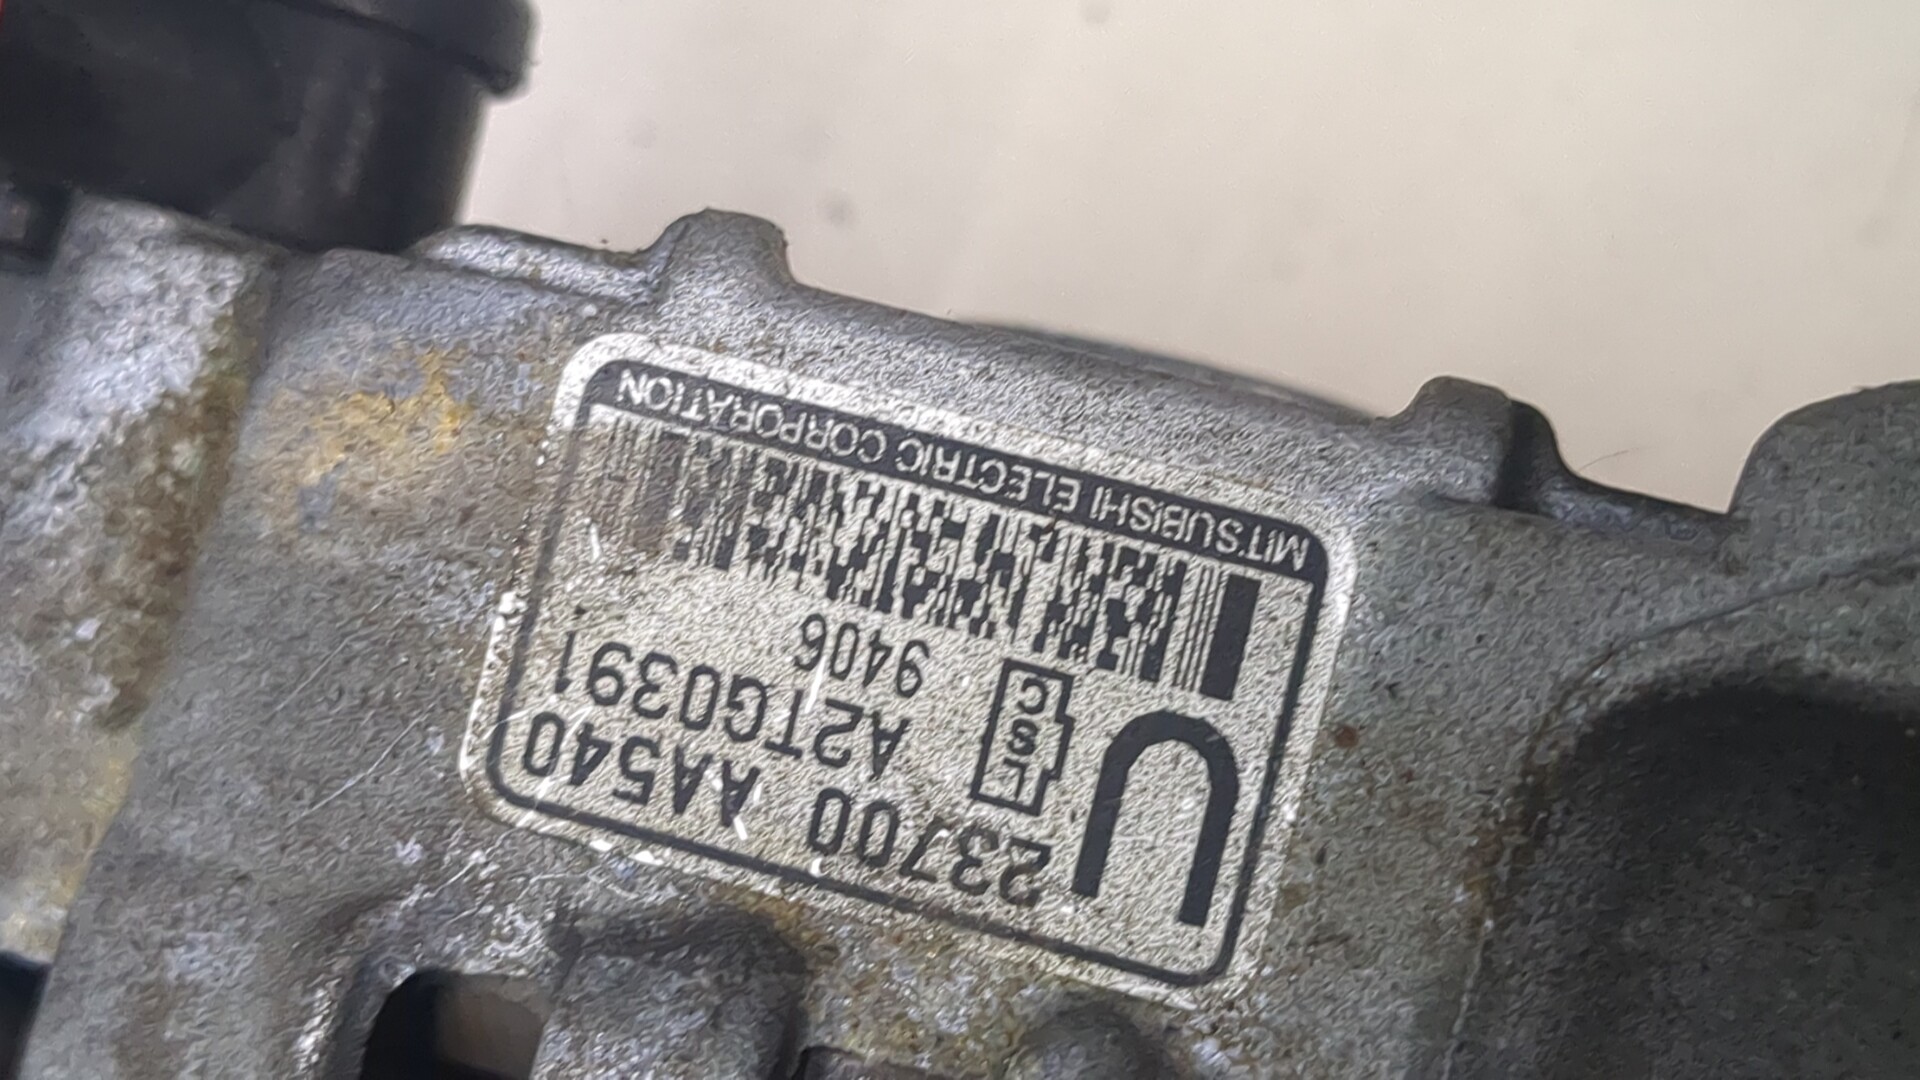 23700 AA540
U
A2TG0391
9406
MITSUBISHI ELECTRIC CORPORATION